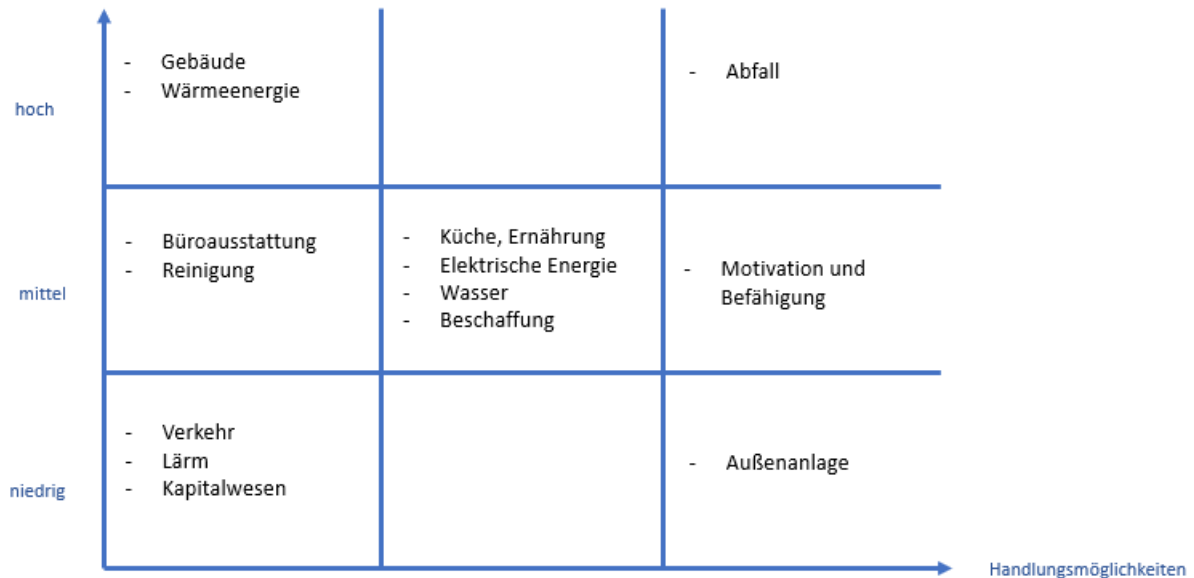 hoch
- Gebäude
- Wärmeenergie
- Abfall
mittel
- Büroausstattung
- Reinigung
- Küche, Ernährung
- Elektrische Energie
- Wasser
- Beschaffung
- Motivation und
Befähigung
niedrig
- Verkehr
- Lärm
- Kapitalwesen
- Außenanlage
Handlungsmöglichkeiten